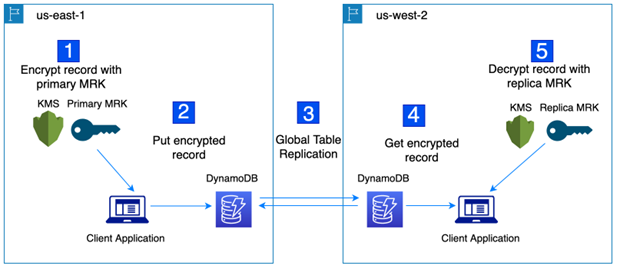 us-east-1
1
Encrypt record with
primary MRK
KMS
Primary MRK
2
Put encrypted
record
DynamoDB
Client Application
3
Global Table
Replication
us-west-2
4
Get encrypted
record
DynamoDB
5
Decrypt record with
replica MRK
KMS
Replica MRK
Client Application